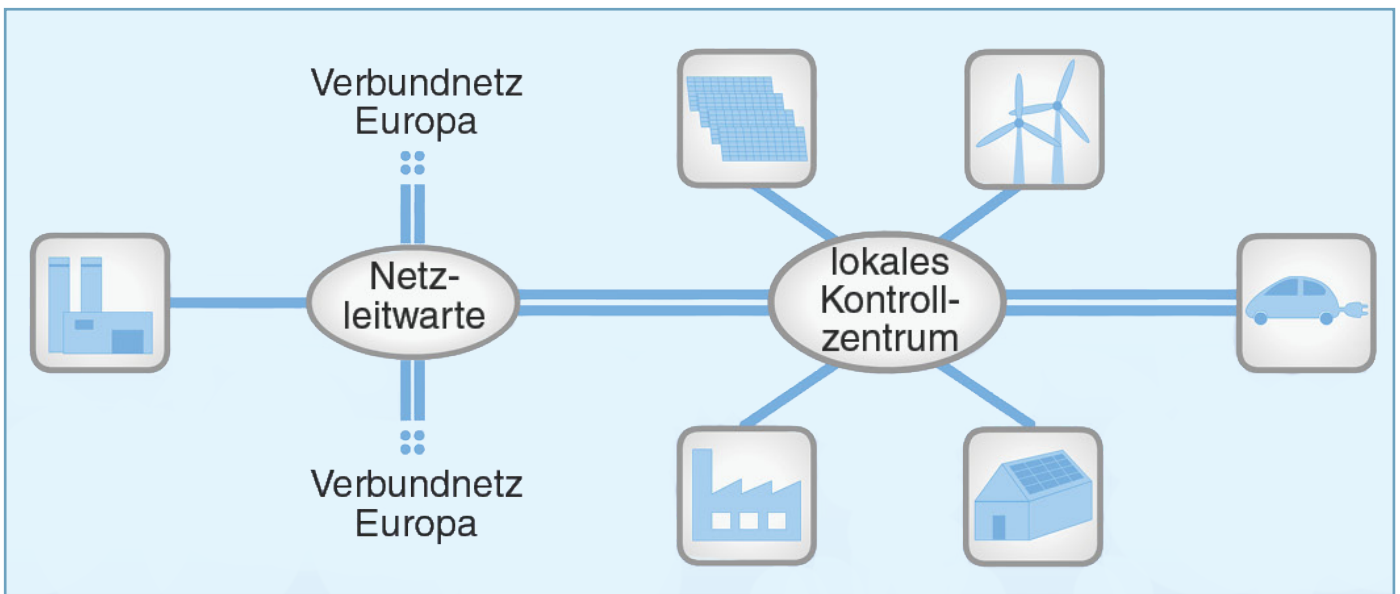 Verbundnetz
Europa
Netz-
leitwarte
lokales
Kontroll-
zentrum
Verbundnetz
Europa